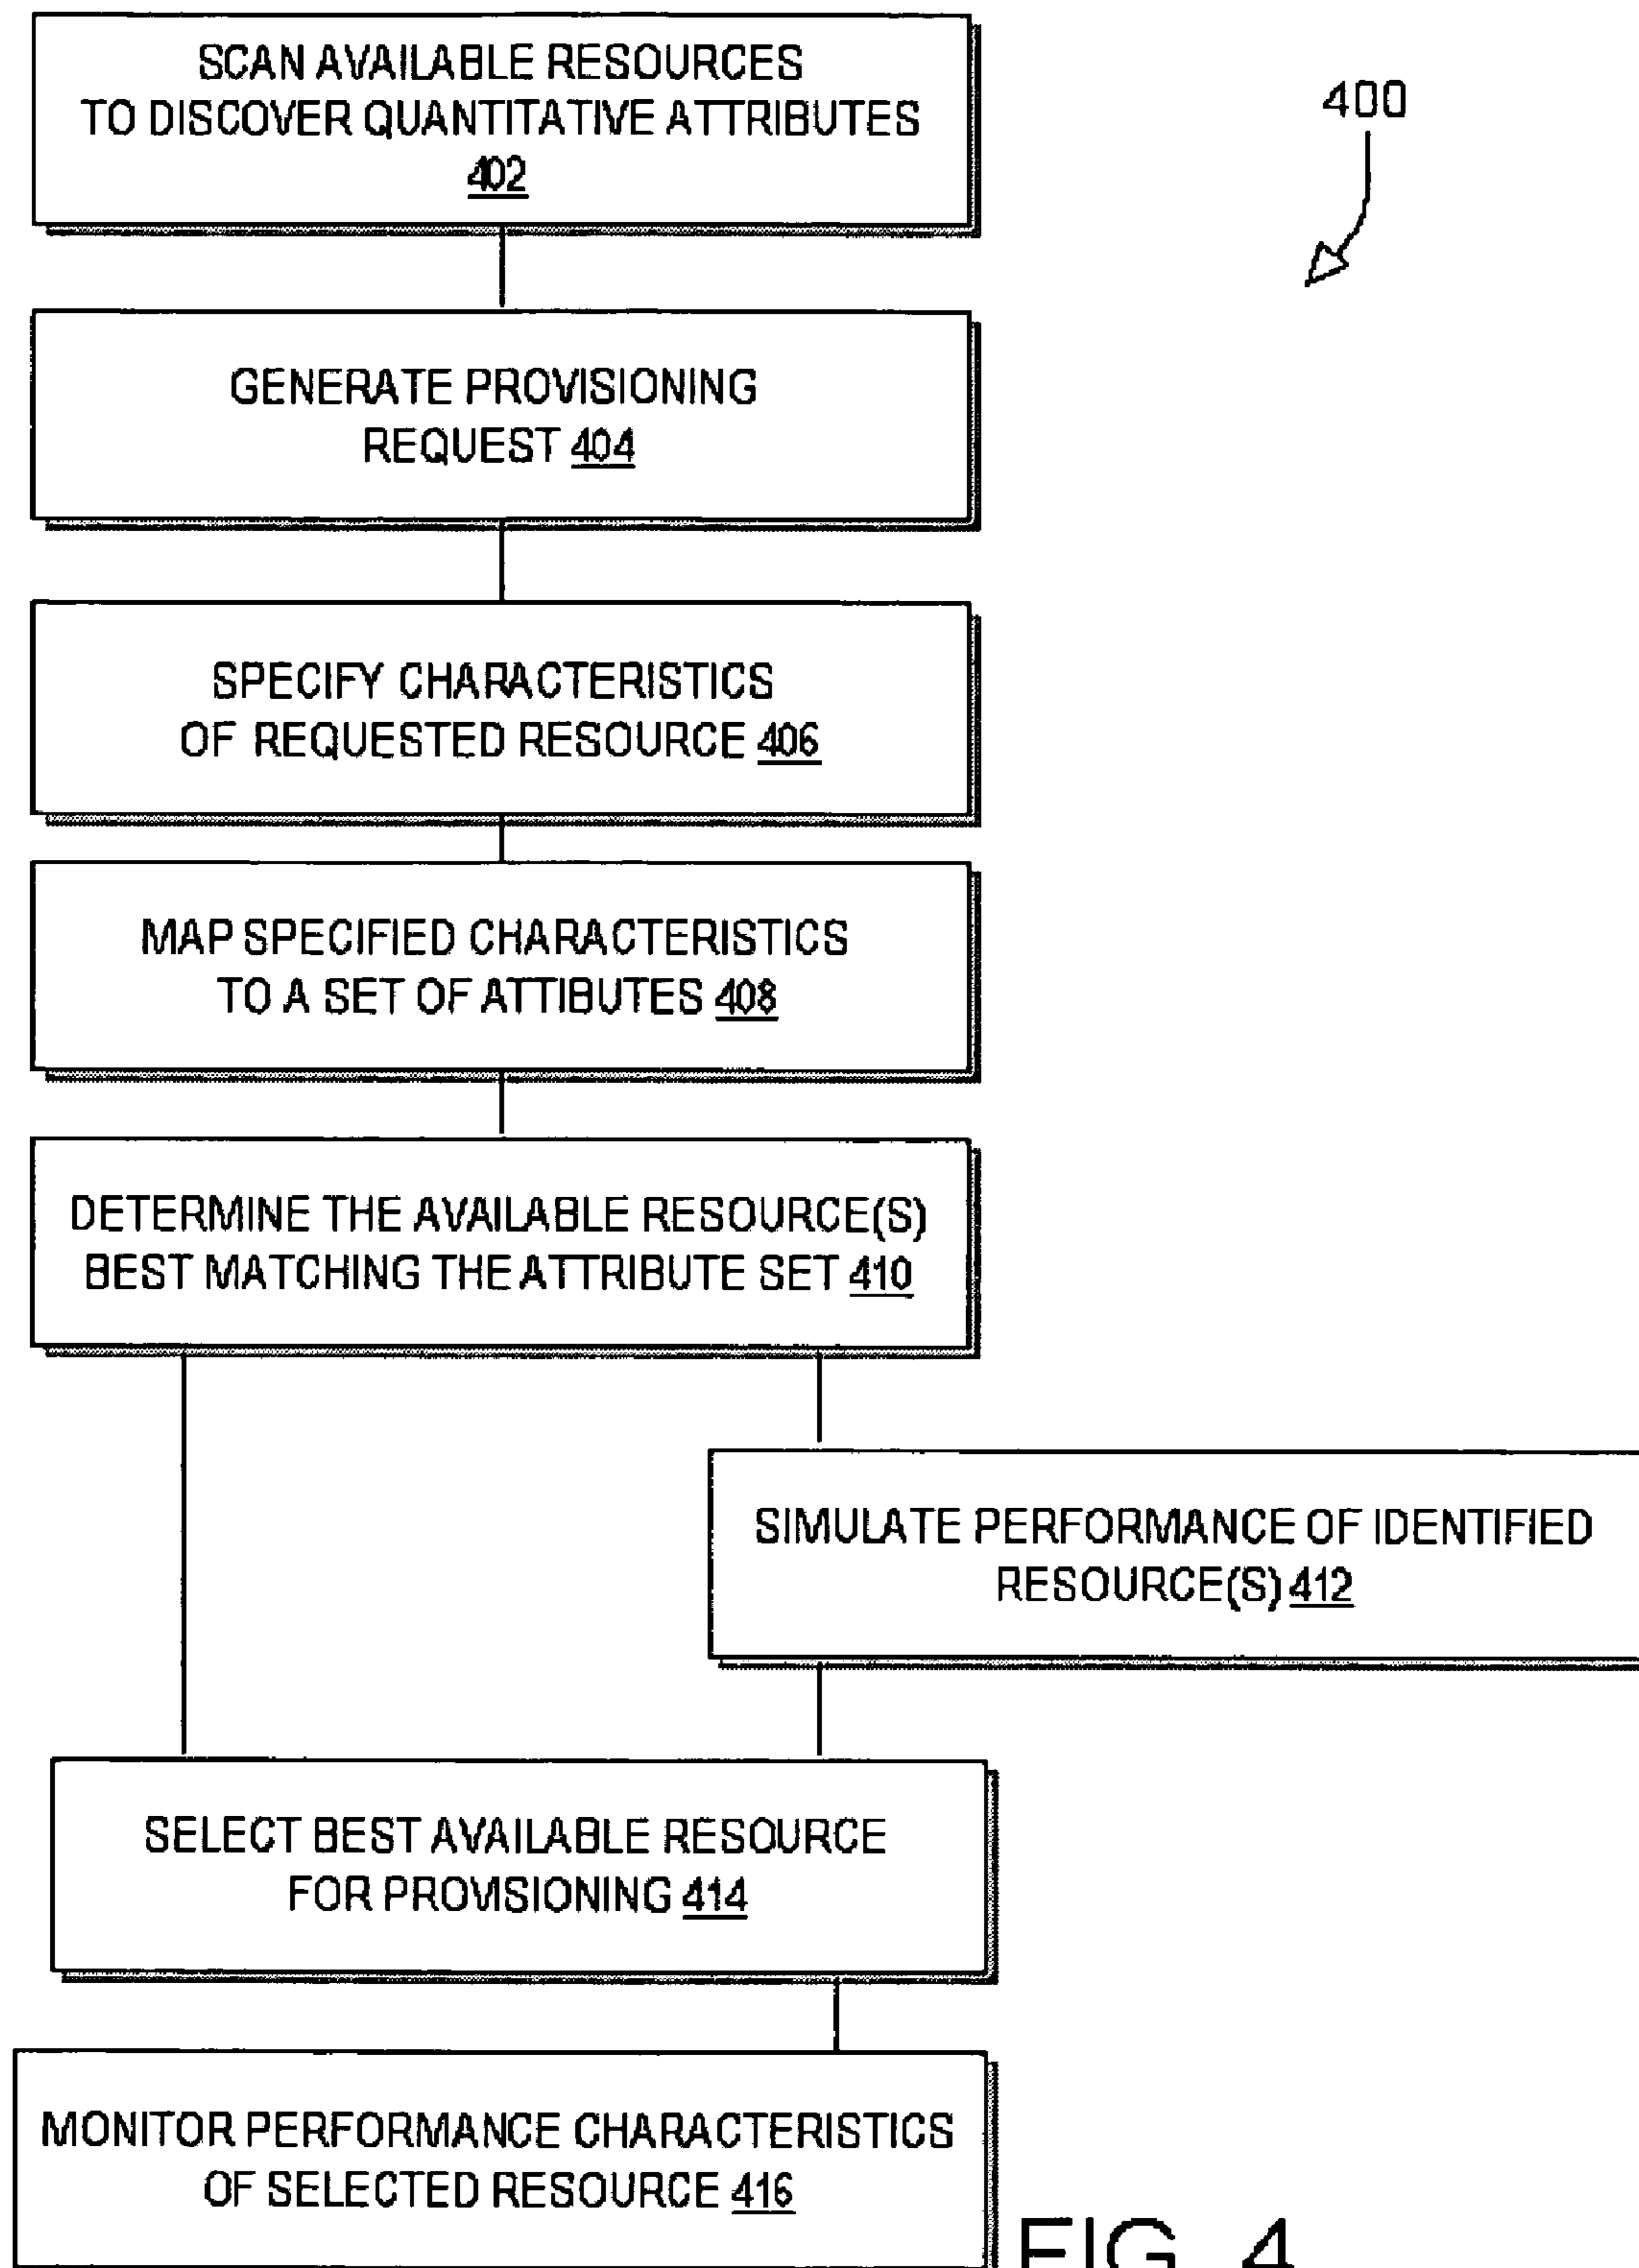 SCAN AVAILABLE RESOURCES
TO DISCOVER QUANTITATIVE ATTRIBUTES
402
400
GENERATE PROVISIONING
REQUEST 404
SPECIFY CHARACTERISTICS
OF REQUESTED RESOURCE 406
MAP SPECIFIED CHARACTERISTICS
TO A SET OF ATTIBUTES 408
DETERMINE THE AVAILABLE RESOURCE(S)
BEST MATCHING THE ATTRIBUTE SET 410
SIMULATE PERFORMANCE OF IDENTIFIED
RESOURCE(S) 412
SELECT BEST AVAILABLE RESOURCE
FOR PROVISIONING 414
MONITOR PERFORMANCE CHARACTERISTICS
OF SELECTED RESOURCE 416
FIG. 4